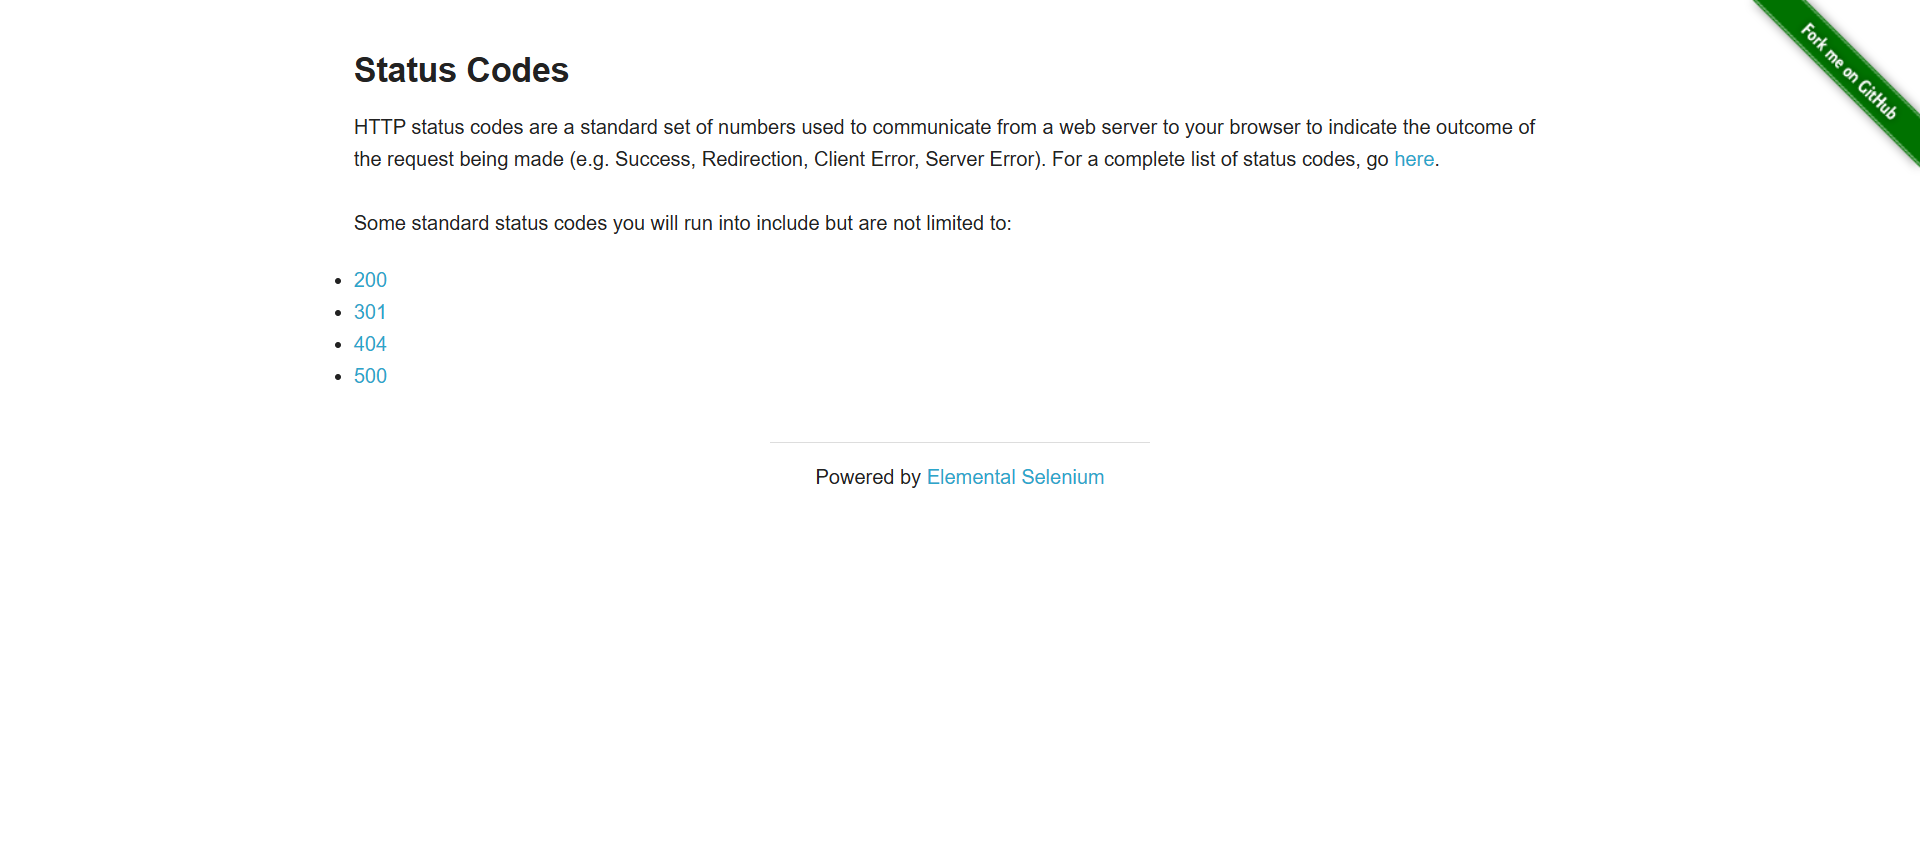 Fork me on GitHub
Status Codes
HTTP status codes are a standard set of numbers used to communicate from a web server to your browser to indicate the outcome of
the request being made (e.g. Success, Redirection, Client Error, Server Error). For a complete list of status codes, go here.
Some standard status codes you will run into include but are not limited to:
• 200
• 301
• 404
• 500
Powered by Elemental Selenium